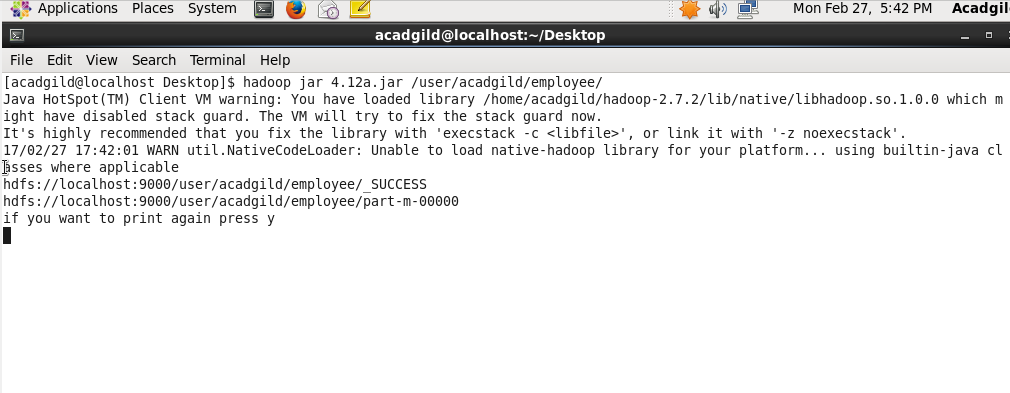 Applications Places System Mon Feb 27, 5:42 PM Acadgil
acadgild@localhost:~/Desktop
File Edit View Search Terminal Help
[acadgild@localhost Desktop]$ hadoop jar 4.12a.jar /user/acadgild/employee/
Java HotSpot(TM) Client VM warning: You have loaded library /home/acadgild/hadoop-2.7.2/lib/native/libhadoop.so.1.0.0 which m
ight have disabled stack guard. The VM will try to fix the stack guard now.
It's highly recommended that you fix the library with 'execstack -c <libfile>', or link it with '-z noexecstack'.
17/02/27 17:42:01 WARN util.NativeCodeLoader: Unable to load native-hadoop library for your platform... using builtin-java cl
asses where applicable
hdfs://localhost:9000/user/acadgild/employee/_SUCCESS
hdfs://localhost:9000/user/acadgild/employee/part-m-00000
if you want to print again press y